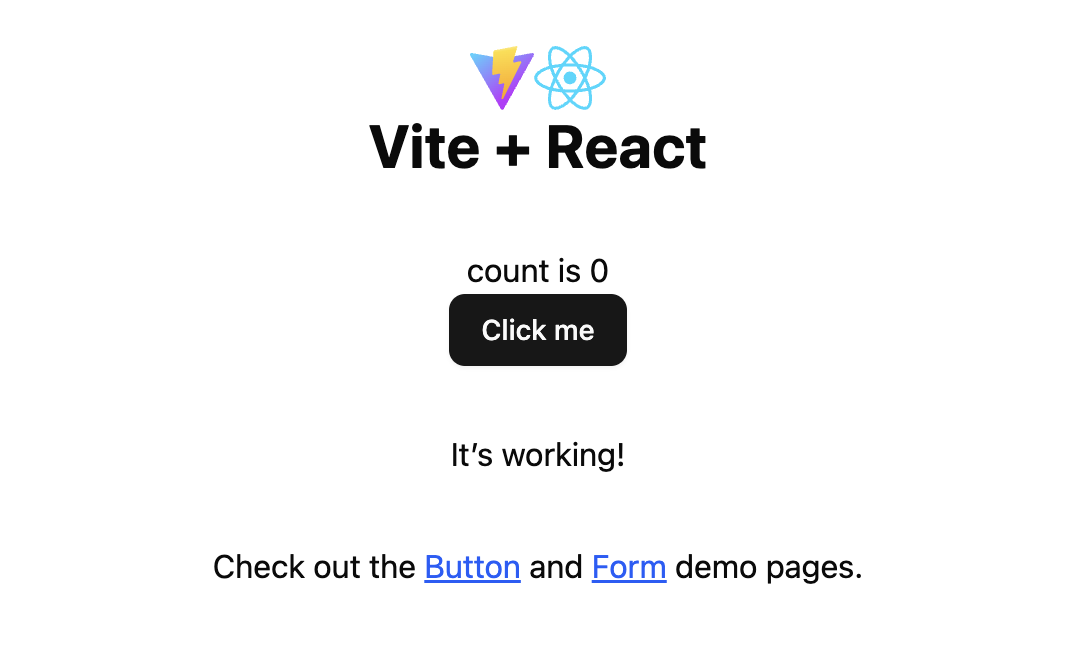 Vite + React
count is 0
Click me
It’s working!
Check out the Button and Form demo pages.